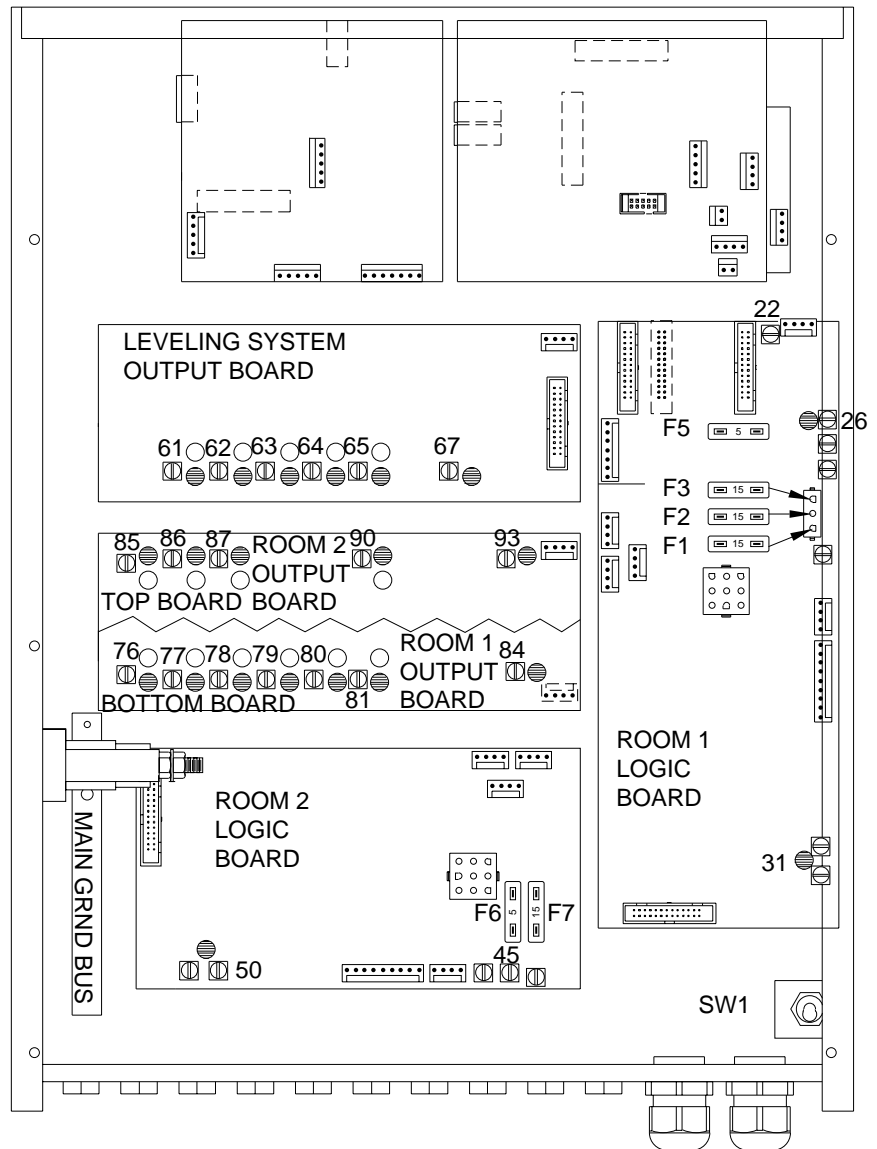 22
LEVELING SYSTEM
OUTPUT BOARD
26
F5
5
61 62 63 64 65 67
F3
15
F2
15
F1
15
85 86 87 ROOM 2 90 93
OUTPUT
TOP BOARD BOARD
76 77 78 79 80 ROOM 1 84
81 OUTPUT
BOTTOM BOARD BOARD
ROOM 1
LOGIC
BOARD
ROOM 2
LOGIC
BOARD
MAIN GRND BUS
31
F6 5 15 F7
45
50
SW1